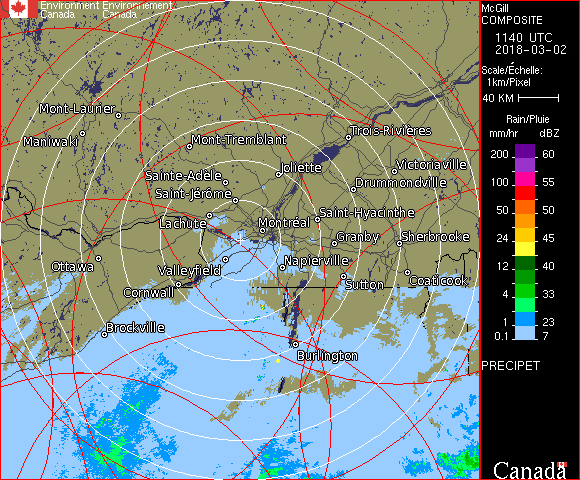 Environment Environnement
Canada Canada
McGill
COMPOSITE
1140 UTC
2018-03-02
Scale/Échelle:
1km/Pixel
40 KM
Rain/Pluie
mm/hr dBZ
200 60
100 55
75 53
50 50
24 45
12 40
4 33
1 23
0.1 7
PRECIPET
Canada
Mont-Laurier
Maniwaki
Mont-Tremblant
Trois-Rivières
Joliette
Victoriaville
Sainte-Adèle
Drummondville
Saint-Jérôme
Saint-Hyacinthe
Lachute
Montréal
Granby
Sherbrooke
Ottawa
Valleyfield
Napierville
Coaticook
Cornwall
Sutton
Brockville
Burlington